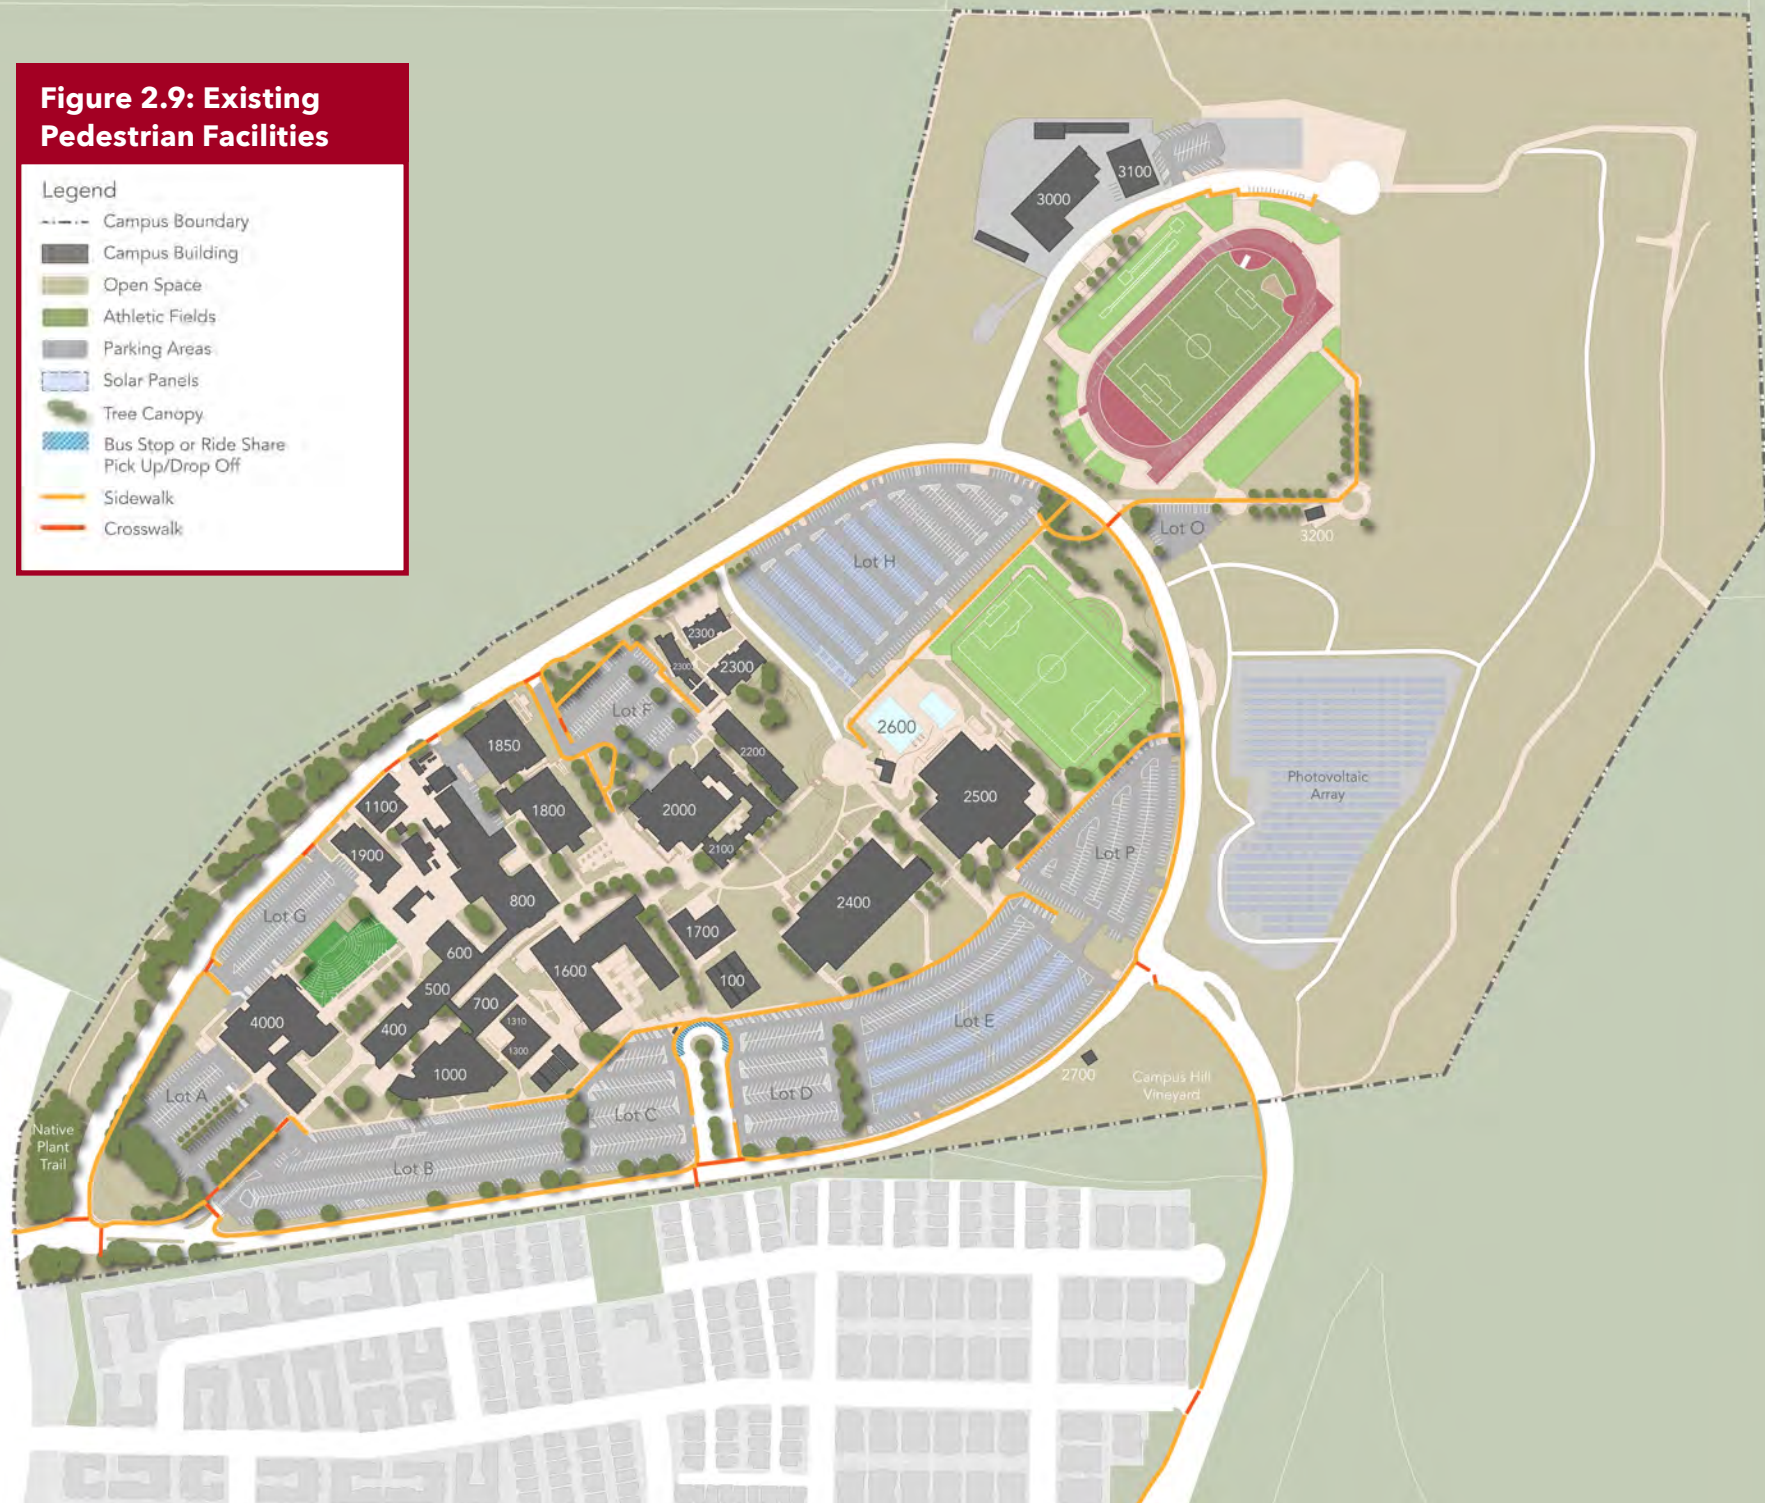 Figure 2.9: Existing
Pedestrian Facilities
Legend
Campus Boundary
Campus Building
Open Space
Athletic Fields
Parking Areas
Solar Panels
Tree Canopy
Bus Stop or Ride Share
Pick Up/Drop Off
Sidewalk
Crosswalk
3100
3000
Lot O
3200
Lot H
2300
2300
2300
Lot F
2600
1850
2200
Photovoltaic
Array
2500
1100
1800
2000
2100
1900
Lot P
800
2400
Lot G
1700
600
1600
100
500
700
4000
400
1310
Lot E
1300
1000
2700
Campus Hill
Vineyard
Lot A
Lot C
Lot D
Native
Plant
Trail
Lot B